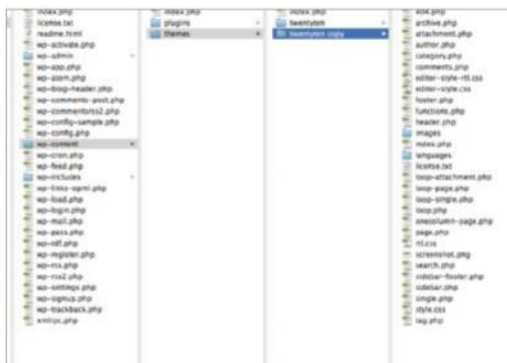 index.php
license.txt
readme.html
wp-activate.php
wp-admin
wp-app.php
wp-atom.php
wp-blog-header.php
wp-comments-post.php
wp-commentsrss2.php
wp-config-sample.php
wp-config.php
wp-content
wp-cron.php
wp-feed.php
wp-includes
wp-links-opml.php
wp-load.php
wp-login.php
wp-mail.php
wp-pass.php
wp-rdf.php
wp-register.php
wp-rss.php
wp-rss2.php
wp-settings.php
wp-signup.php
wp-trackback.php
xmlrpc.php
index.php
plugins
themes
index.php
twentyten
twentyten copy
404.php
archive.php
attachment.php
author.php
category.php
comments.php
editor-style-rtl.css
editor-style.css
footer.php
functions.php
header.php
images
index.php
languages
license.txt
loop-attachment.php
loop-page.php
loop-single.php
loop.php
onecolumn-page.php
page.php
rtl.css
screenshot.png
search.php
sidebar-footer.php
sidebar.php
single.php
style.css
tag.php